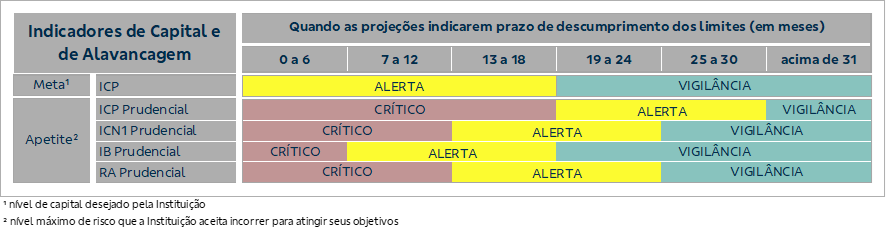 Indicadores de Capital e de Alavancagem
Quando as projeções indicarem prazo de descumprimento dos limites (em meses)
0 a 6 7 a 12 13 a 18 19 a 24 25 a 30 acima de 31
Meta¹ ICP ALERTA VIGILÂNCIA
Apetite²
ICP Prudencial CRÍTICO ALERTA VIGILÂNCIA
ICN1 Prudencial CRÍTICO ALERTA VIGILÂNCIA
IB Prudencial CRÍTICO ALERTA VIGILÂNCIA
RA Prudencial CRÍTICO ALERTA VIGILÂNCIA
¹ nível de capital desejado pela Instituição
² nível máximo de risco que a Instituição aceita incorrer para atingir seus objetivos